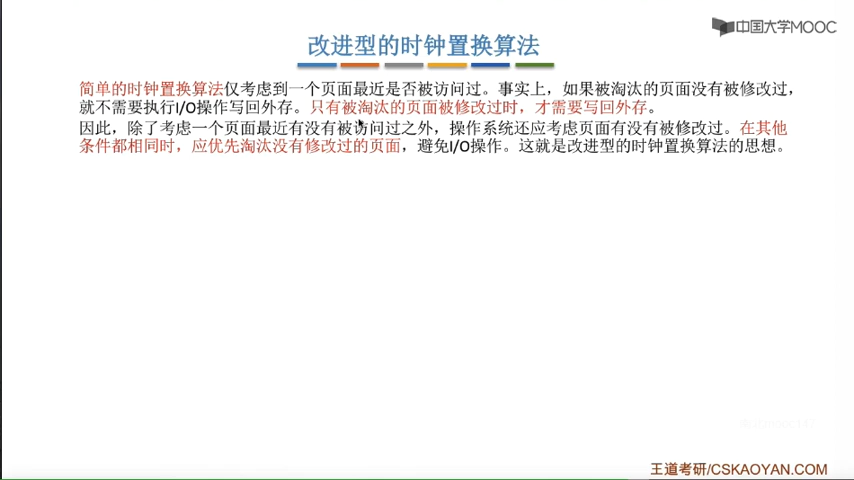 改进型的时钟置换算法
中国大学MOOC
简单的时钟置换算法仅考虑到一个页面最近是否被访问过。事实上，如果被淘汰的页面没有被修改过，
就不需要执行I/O操作写回外存。只有被淘汰的页面被修改过时，才需要写回外存。
因此，除了考虑一个页面最近有没有被访问过之外，操作系统还应考虑页面有没有被修改过。在其他
条件都相同时，应优先淘汰没有修改过的页面，避免I/O操作。这就是改进型的时钟置换算法的思想。
王道考研/CSKAOYAN.COM